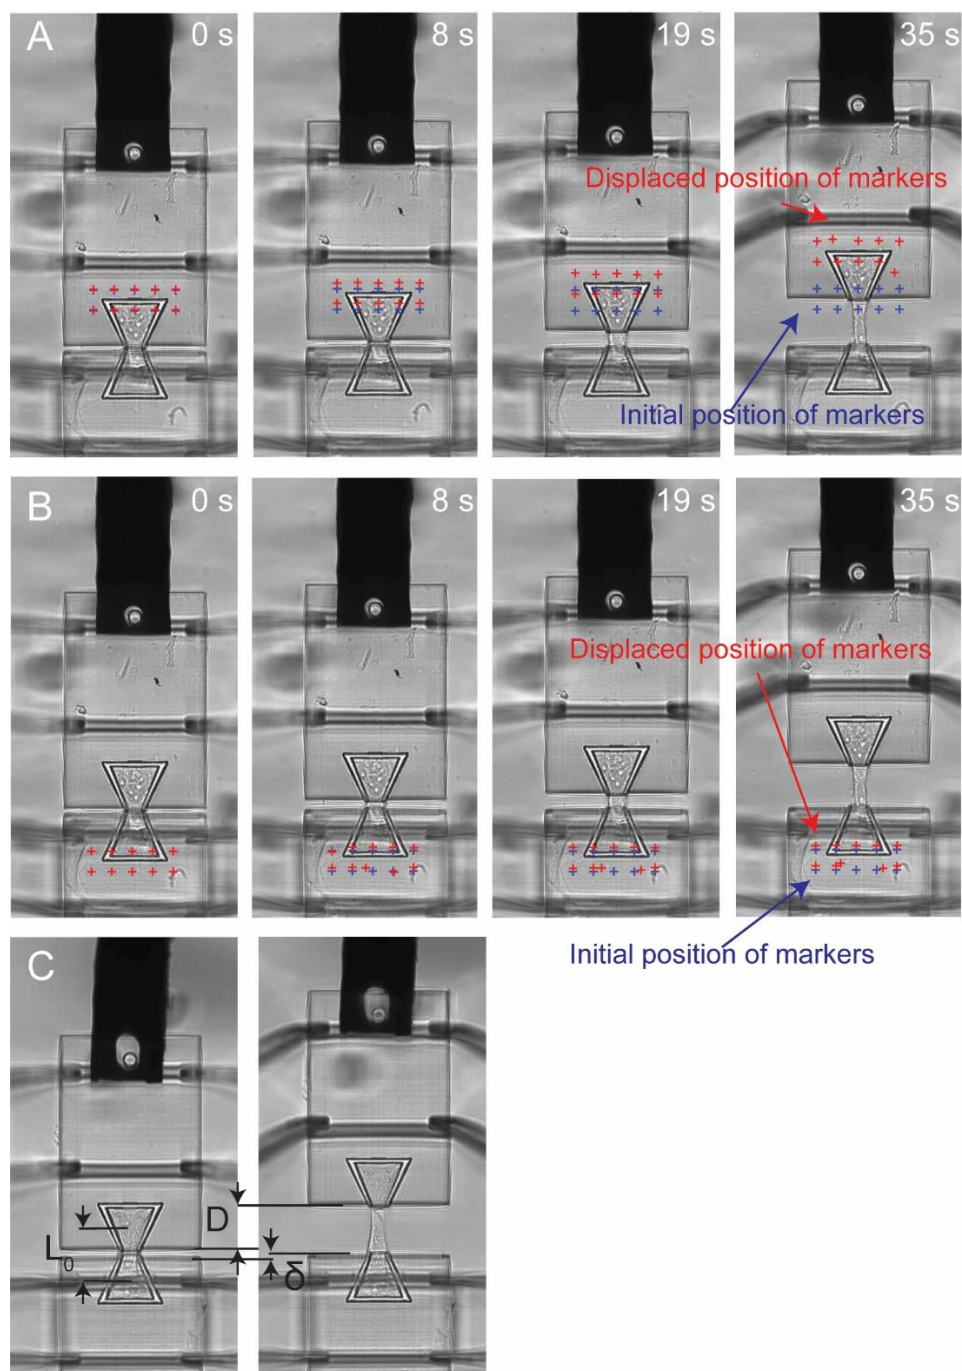 A
0 s
8 s
19 s
35 s
Displaced position of markers
Initial position of markers
B
0 s
8 s
19 s
35 s
Displaced position of markers
Initial position of markers
C
D
L0
δ